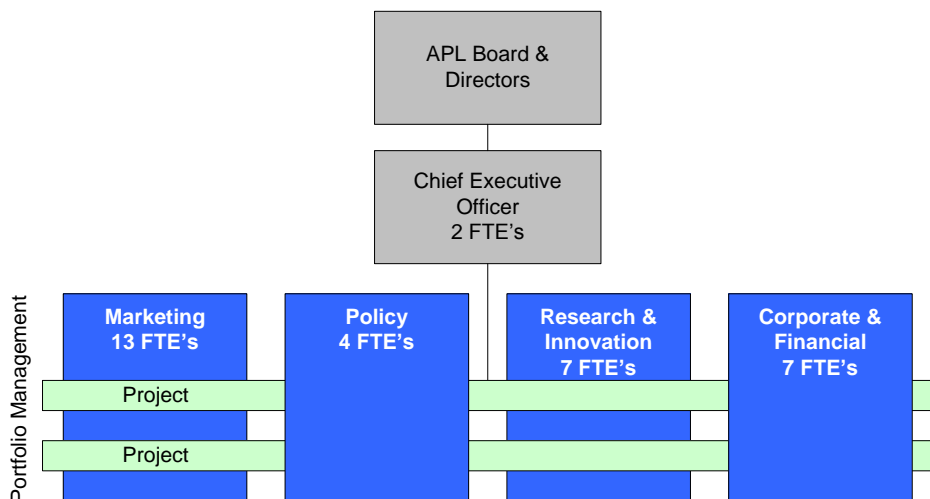 APL Board &
Directors
Chief Executive
Officer
2 FTE's
Marketing
13 FTE's
Policy
4 FTE's
Research &
Innovation
7 FTE's
Corporate &
Financial
7 FTE's
Portfolio Management
Project
Project